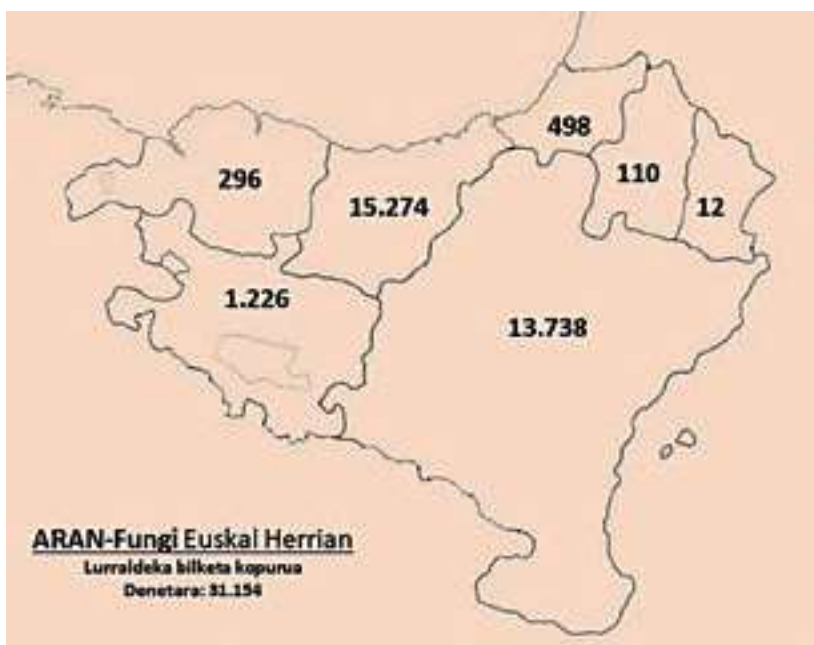 498
296
110
15.274
12
1.226
13.738
ARAN-Fungi Euskal Herrian
Lurraldeka bilketa kopurua
Denetara: 31.154